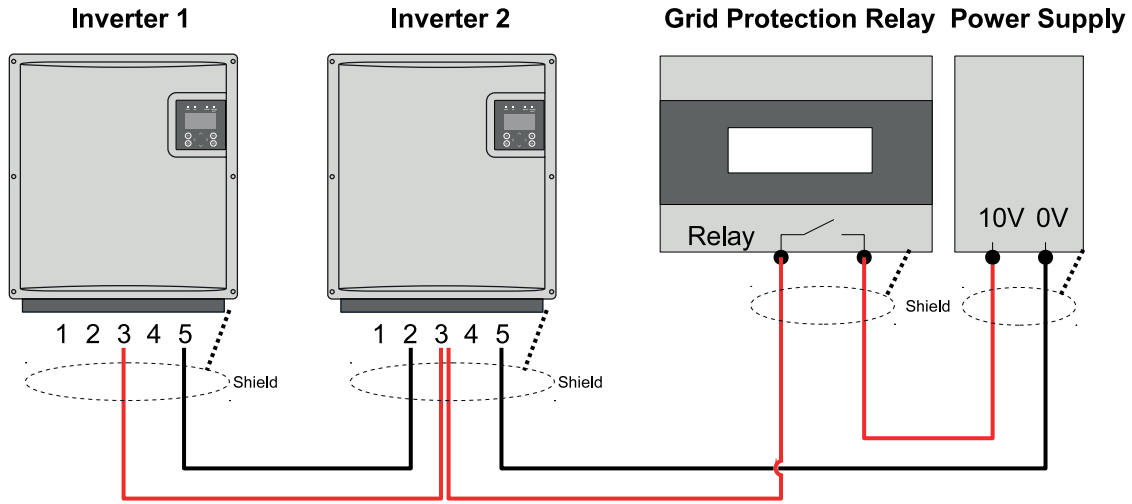 Inverter 1 Inverter 2 Grid Protection Relay Power Supply
10V 0V
Relay
Shield Shield
1 2 3 4 5 1 2 3 4 5
Shield Shield